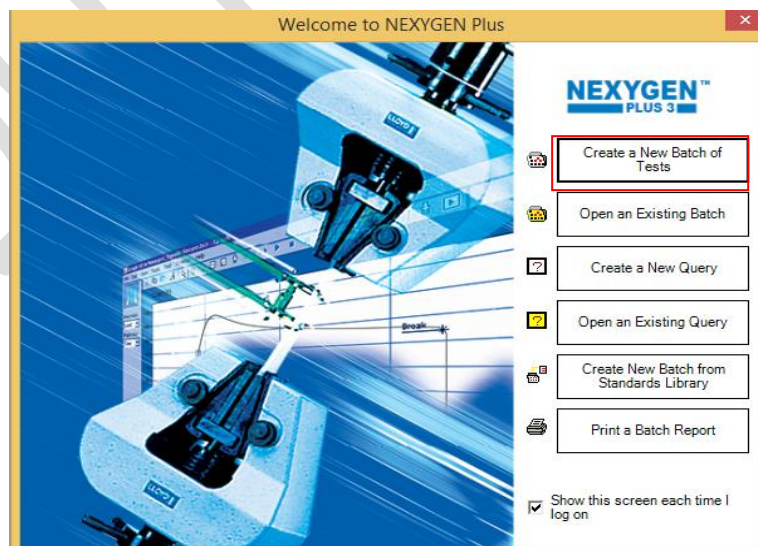 Welcome to NEXYGEN Plus
NEXYGEN™
PLUS 3
Create a New Batch of
Tests
Open an Existing Batch
Create a New Query
Open an Existing Query
Create New Batch from
Standards Library
Print a Batch Report
Show this screen each time I
log on
LLOYD
Break
LLOYD